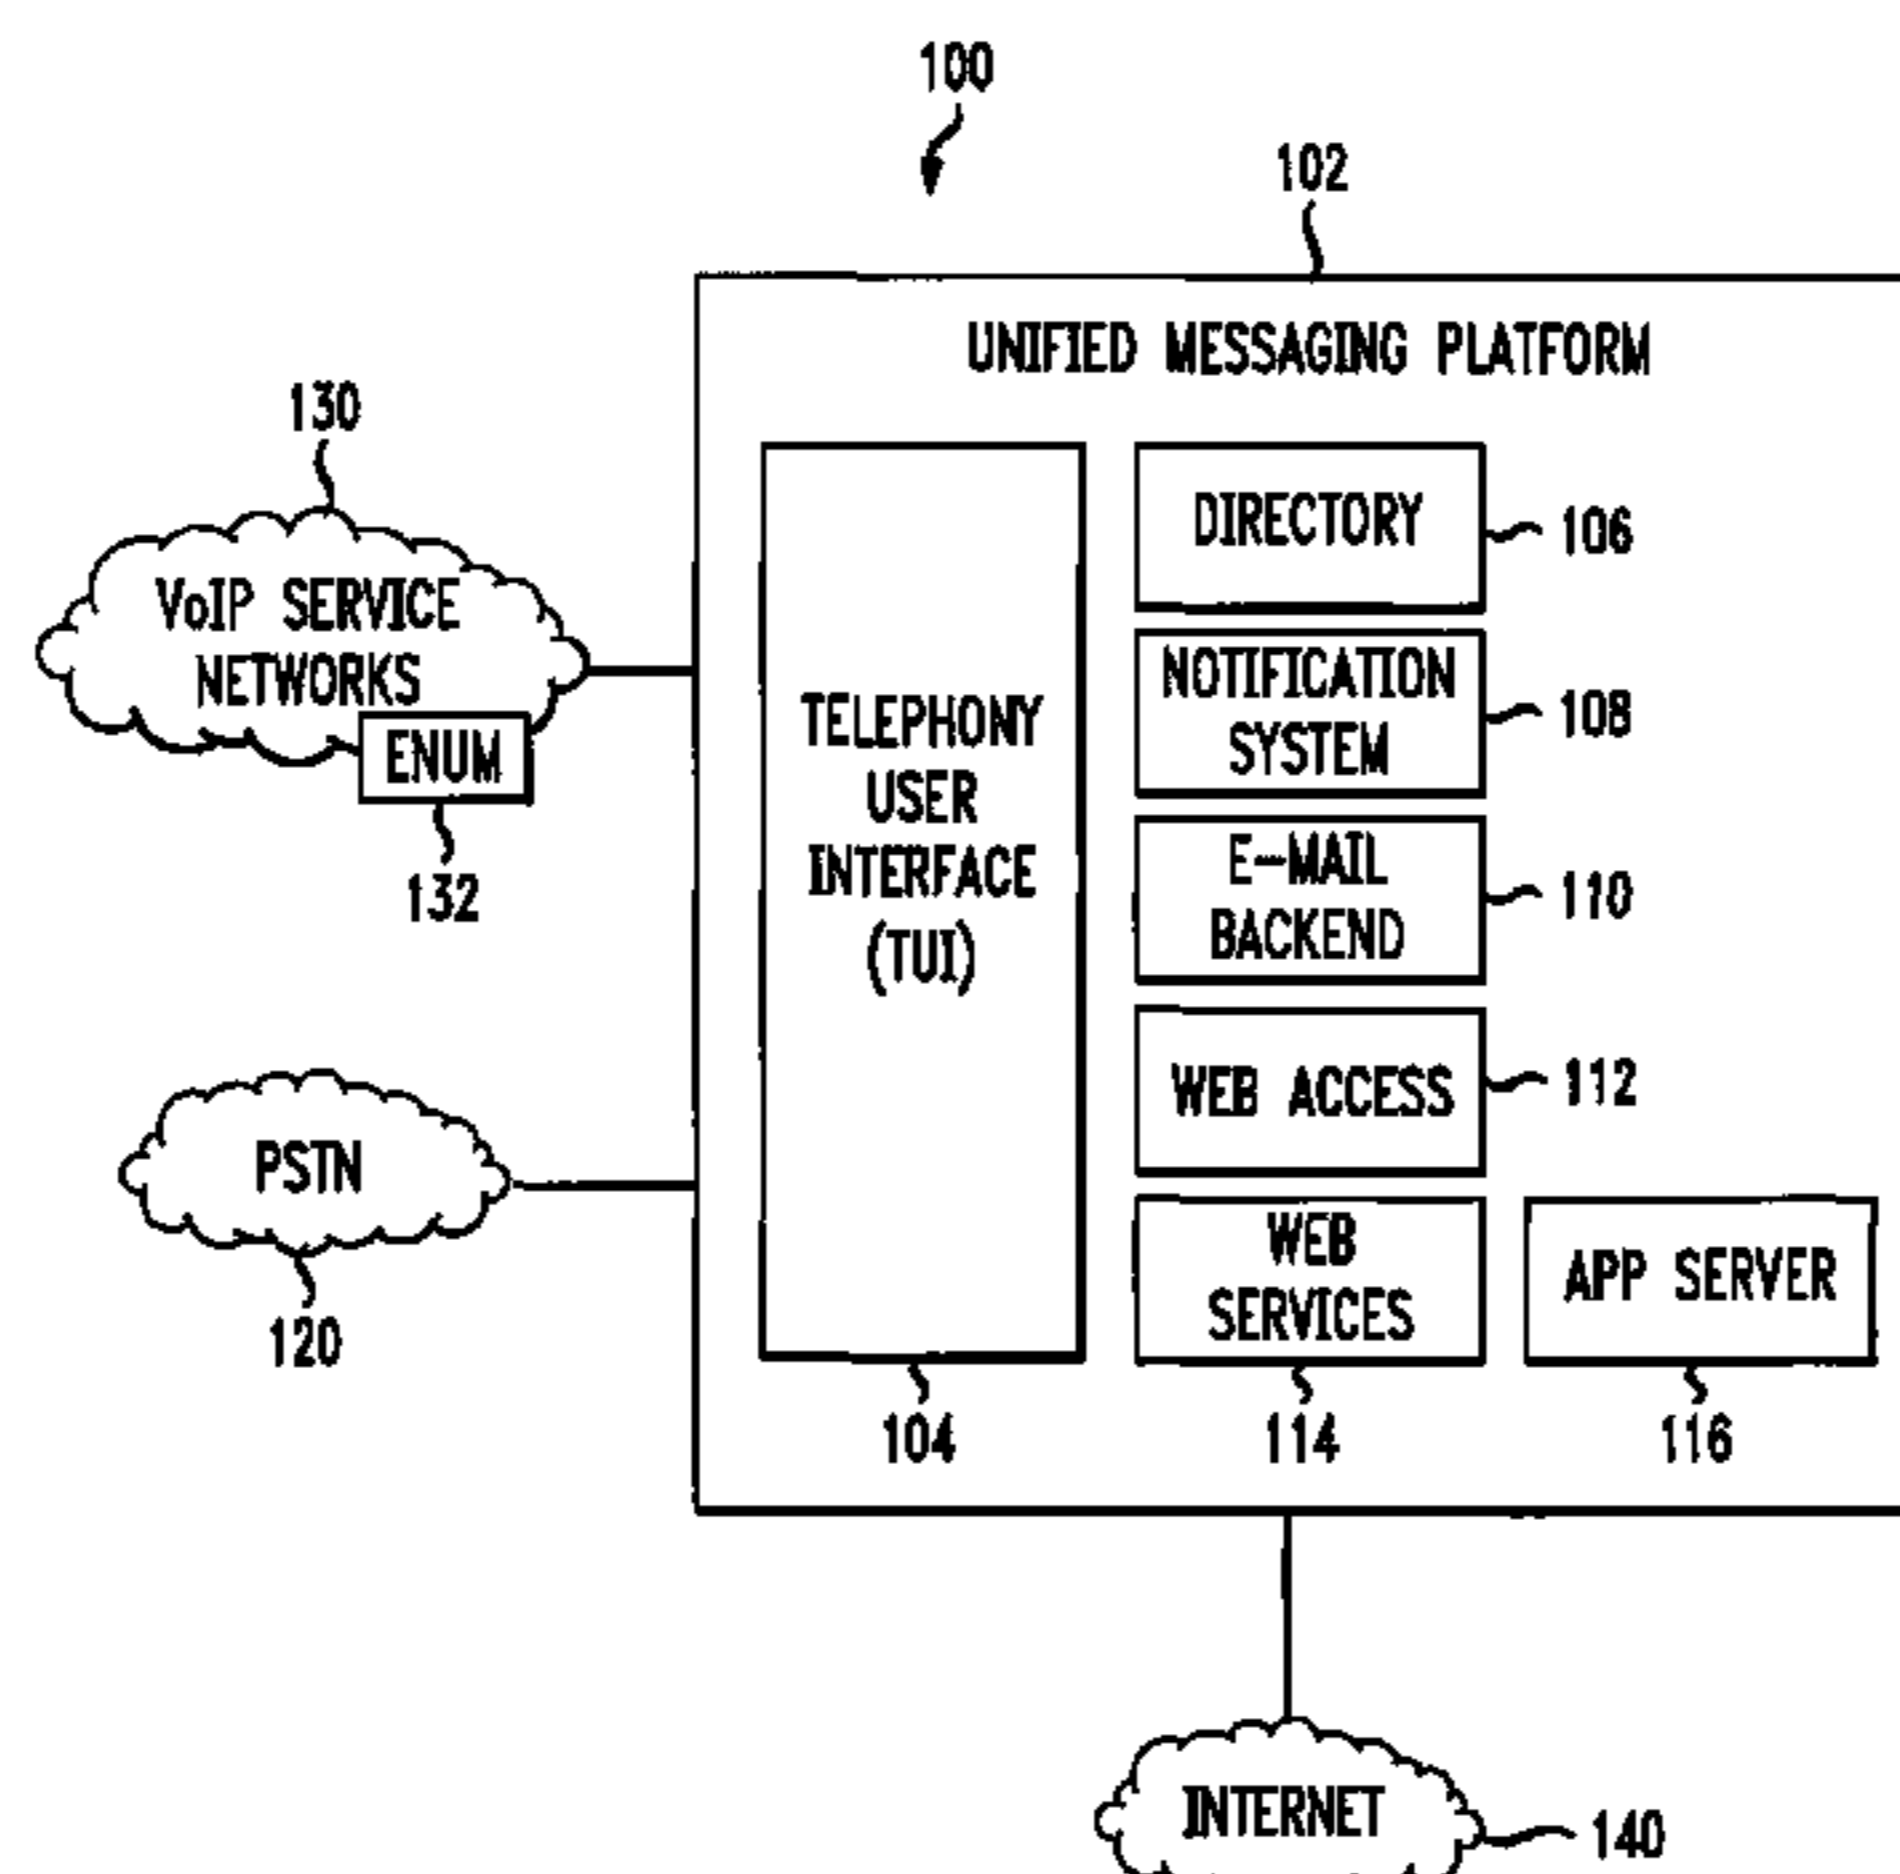 100
102
UNIFIED MESSAGING PLATFORM
130
VoIP SERVICE
NETWORKS
ENUM
132
PSTN
120
TELEPHONY
USER
INTERFACE
(TUI)
104
DIRECTORY
106
NOTIFICATION
SYSTEM
108
E-MAIL
BACKEND
110
WEB ACCESS
112
WEB
SERVICES
114
APP SERVER
116
INTERNET
140